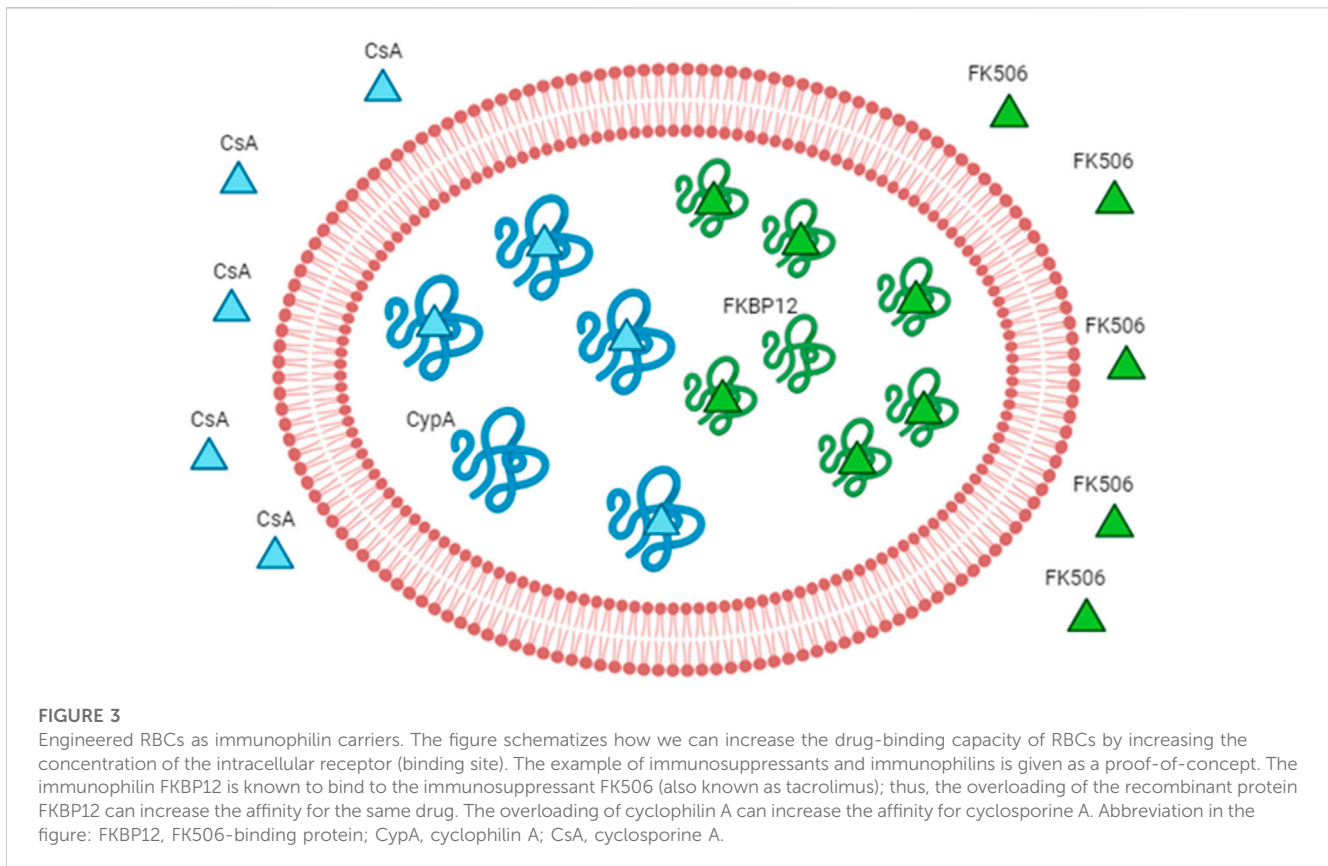 CsA
FK506
CsA
FK506
CsA
FKBP12
FK506
CsA
CypA
FK506
CsA
FK506
FIGURE 3
Engineered RBCs as immunophilin carriers. The figure schematizes how we can increase the drug-binding capacity of RBCs by increasing the
concentration of the intracellular receptor (binding site). The example of immunosuppressants and immunophilins is given as a proof-of-concept. The
immunophilin FKBP12 is known to bind to the immunosuppressant FK506 (also known as tacrolimus); thus, the overloading of the recombinant protein
FKBP12 can increase the affinity for the same drug. The overloading of cyclophilin A can increase the affinity for cyclosporine A. Abbreviation in the
figure: FKBP12, FK506-binding protein; CypA, cyclophilin A; CsA, cyclosporine A.